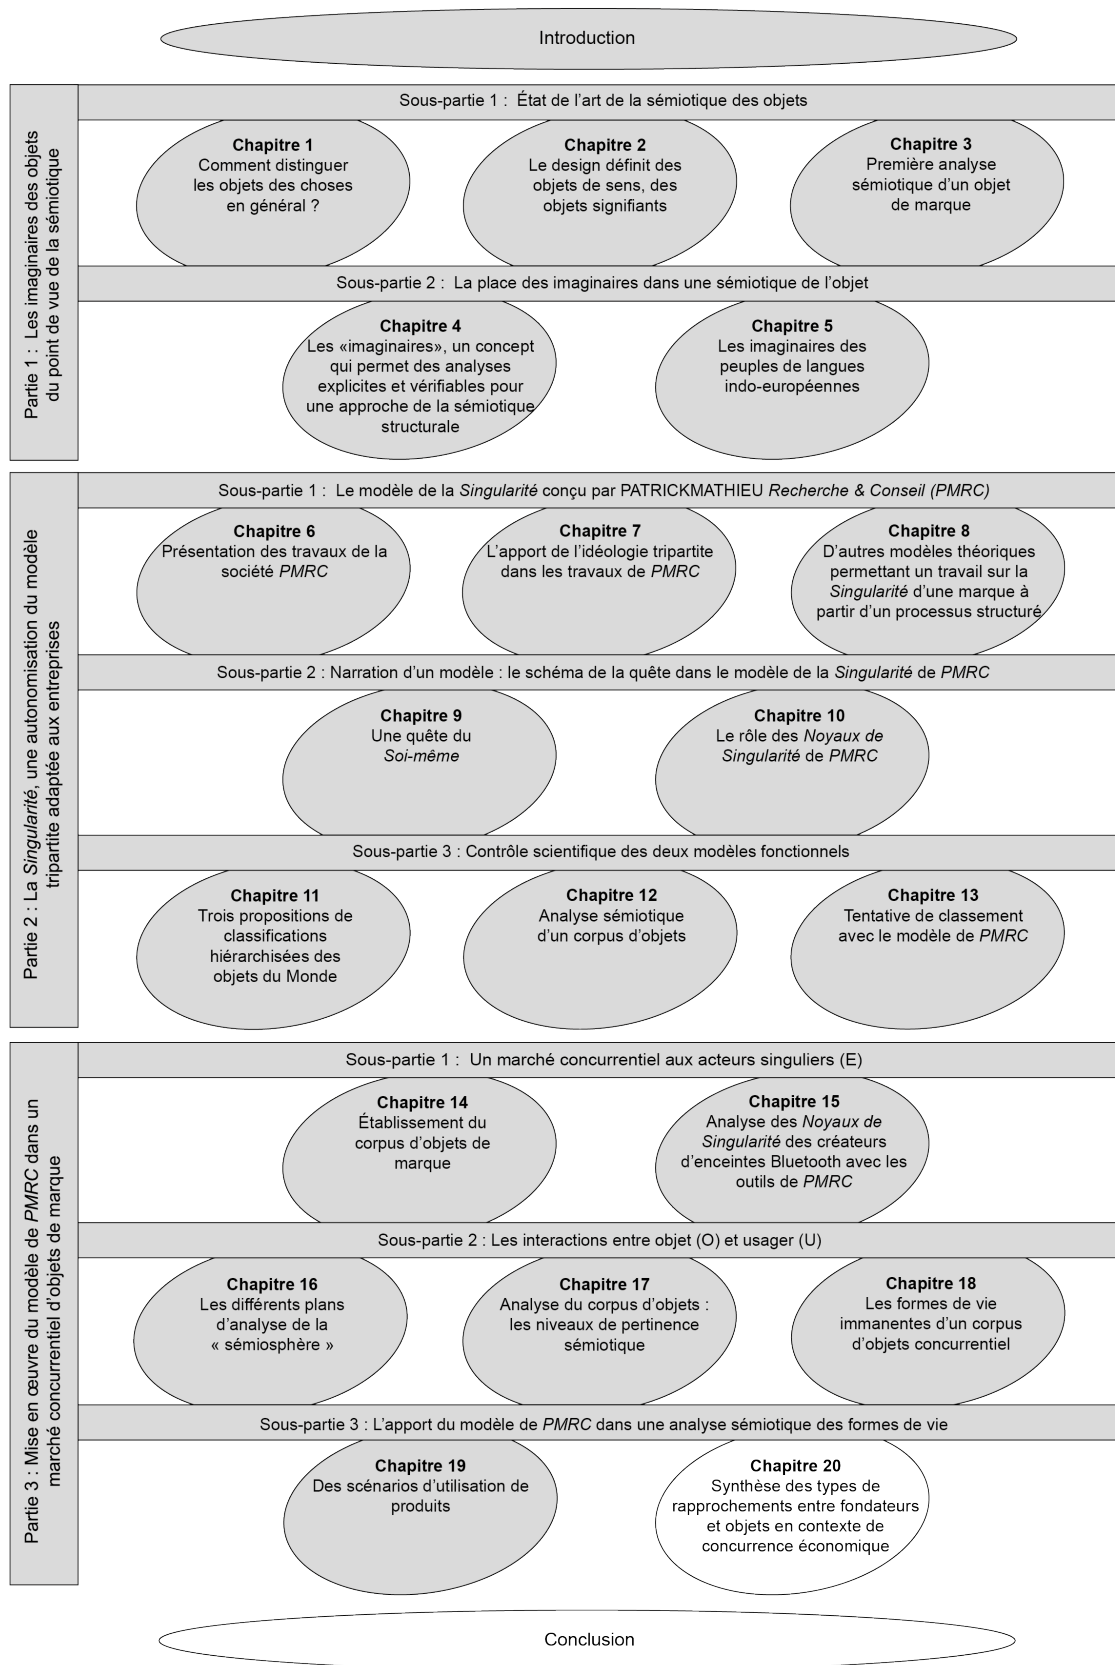 Introduction
Partie 1 : Les imaginaires des objets
du point de vue de la sémiotique
Sous-partie 1 : État de l’art de la sémiotique des objets
Chapitre 1
Comment distinguer
les objets des choses
en général ?
Chapitre 2
Le design définit des
objets de sens, des
objets signifiants
Chapitre 3
Première analyse
sémiotique d’un objet
de marque
Sous-partie 2 : La place des imaginaires dans une sémiotique de l’objet
Chapitre 4
Les «imaginaires», un concept
qui permet des analyses
explicites et vérifiables pour
une approche de la sémiotique
structurale
Chapitre 5
Les imaginaires des
peuples de langues
indo-européennes
Partie 2 : La Singularité, une autonomisation du modèle
tripartite adaptée aux entreprises
Sous-partie 1 : Le modèle de la Singularité conçu par PATRICKMATHIEU Recherche & Conseil (PMRC)
Chapitre 6
Présentation des travaux de la
société PMRC
Chapitre 7
L’apport de l’idéologie tripartite
dans les travaux de PMRC
Chapitre 8
D’autres modèles théoriques
permettant un travail sur la
Singularité d’une marque à
partir d’un processus structuré
Sous-partie 2 : Narration d’un modèle : le schéma de la quête dans le modèle de la Singularité de PMRC
Chapitre 9
Une quête du
Soi-même
Chapitre 10
Le rôle des Noyaux de
Singularité de PMRC
Sous-partie 3 : Contrôle scientifique des deux modèles fonctionnels
Chapitre 11
Trois propositions de
classifications
hiérarchisées des
objets du Monde
Chapitre 12
Analyse sémiotique
d’un corpus d’objets
Chapitre 13
Tentative de classement
avec le modèle de PMRC
Partie 3 : Mise en œuvre du modèle de PMRC dans un
marché concurrentiel d’objets de marque
Sous-partie 1 : Un marché concurrentiel aux acteurs singuliers (E)
Chapitre 14
Établissement du
corpus d’objets de
marque
Chapitre 15
Analyse des Noyaux de
Singularité des créateurs
d’enceintes Bluetooth avec les
outils de PMRC
Sous-partie 2 : Les interactions entre objet (O) et usager (U)
Chapitre 16
Les différents plans
d’analyse de la
« sémiosphère »
Chapitre 17
Analyse du corpus d’objets :
les niveaux de pertinence
sémiotique
Chapitre 18
Les formes de vie
immanentes d’un corpus
d’objets concurrentiel
Sous-partie 3 : L’apport du modèle de PMRC dans une analyse sémiotique des formes de vie
Chapitre 19
Des scénarios d’utilisation de
produits
Chapitre 20
Synthèse des types de
rapprochements entre fondateurs
et objets en contexte de
concurrence économique
Conclusion